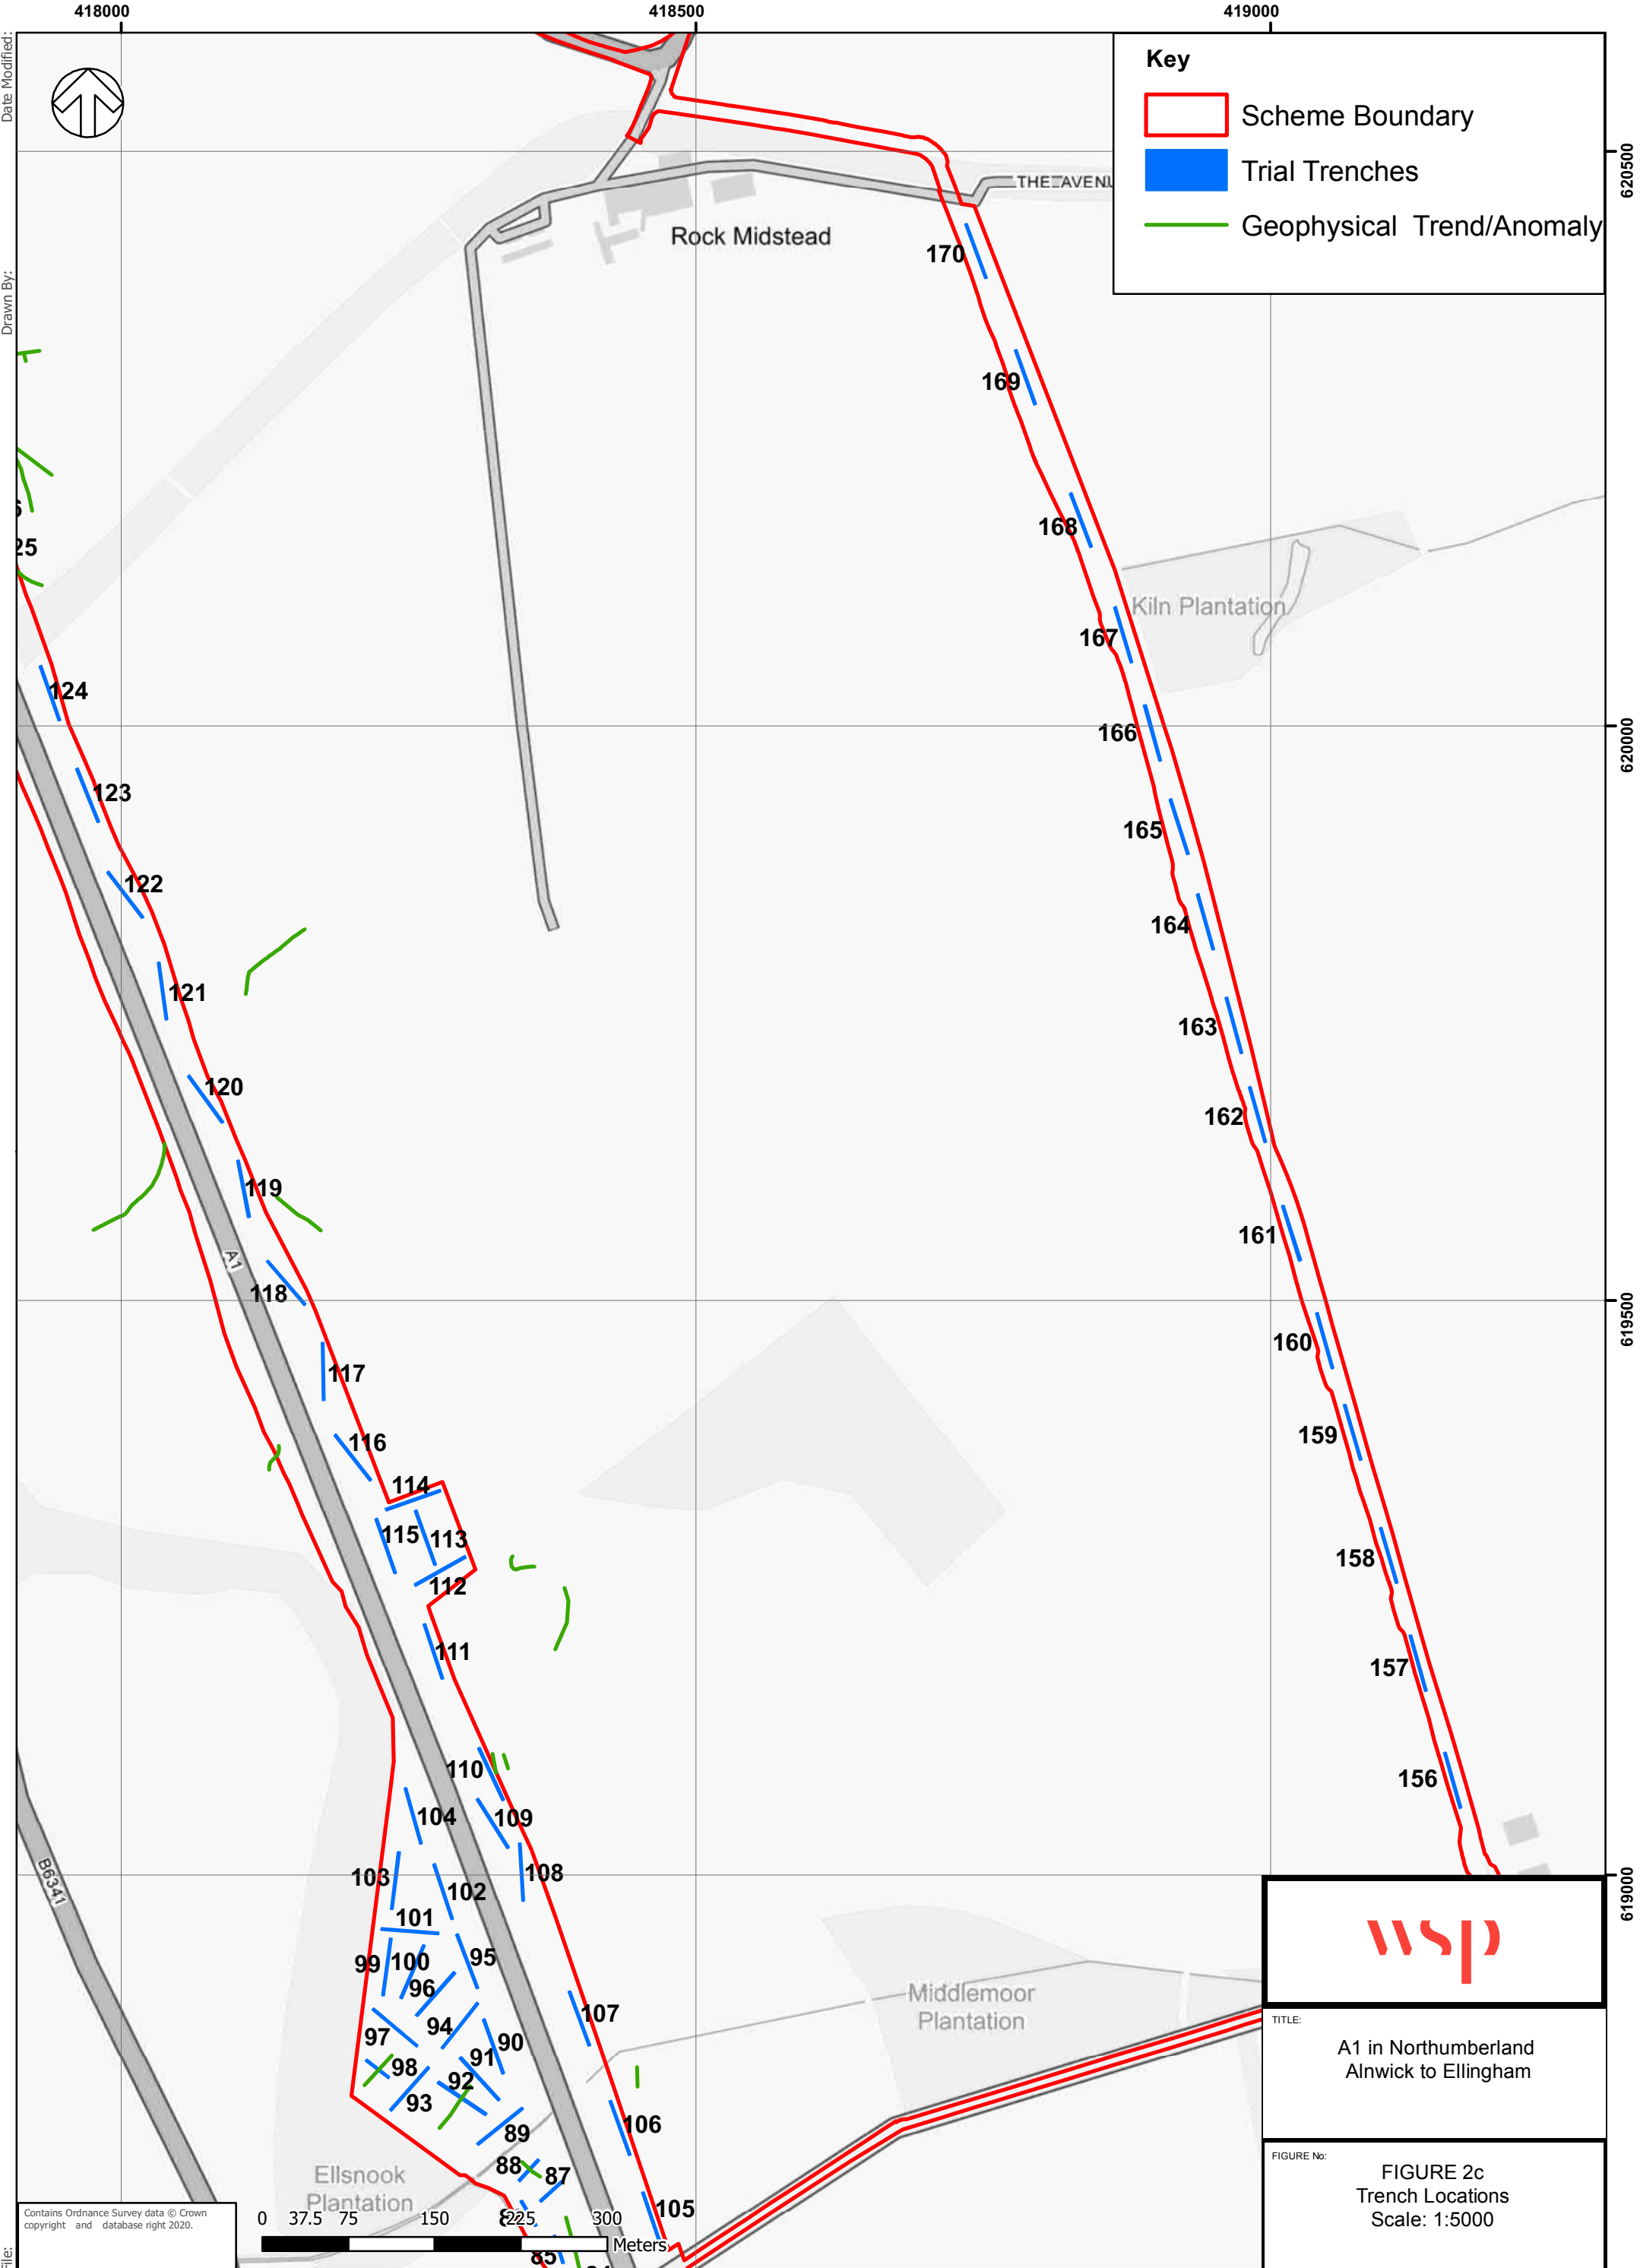 418000
418500
419000
Date Modified:
Drawn By:
File:
Key
Scheme Boundary
Trial Trenches
Geophysical Trend/Anomaly
620500
620000
619500
619000
THE AVENU
Rock Midstead
Kiln Plantation
170
169
168
167
166
165
164
163
162
161
160
159
158
157
156
25
124
123
122
121
120
119
A1
118
117
116
114
115
113
112
111
110
109
104
108
103
102
101
95
99
100
96
107
94
97
90
91
98
92
93
106
89
88
87
105
85
B6341
Middlemoor
Plantation
Ellsnook
Plantation
Contains Ordnance Survey data © Crown
copyright and database right 2020.
0 37.5 75 150 225 300
Meters
wsp
TITLE:
A1 in Northumberland
Alnwick to Ellingham
FIGURE No:
FIGURE 2c
Trench Locations
Scale: 1:5000